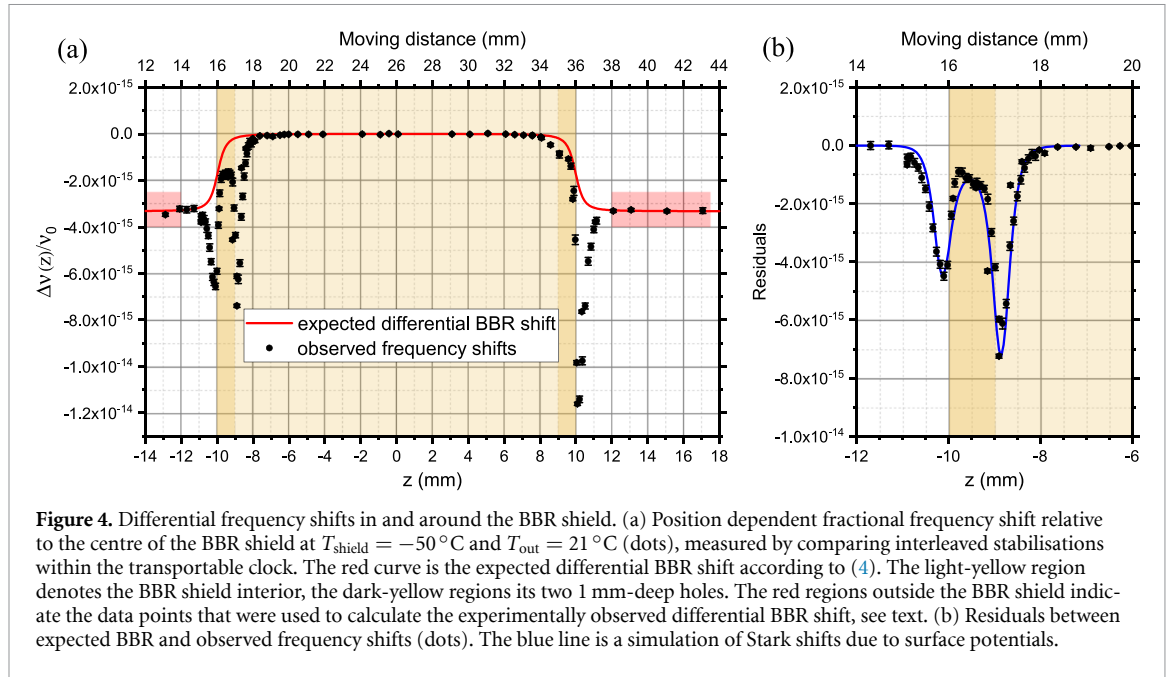 (a)
Moving distance (mm)
12 14 16 18 20 22 24 26 28 30 32 34 36 38 40 42 44
2.0x10⁻¹⁵
0.0
-2.0x10⁻¹⁵
-4.0x10⁻¹⁵
-6.0x10⁻¹⁵
-8.0x10⁻¹⁵
-1.0x10⁻¹⁴
-1.2x10⁻¹⁴
Δν(z)/ν₀
expected differential BBR shift
observed frequency shifts
-14 -12 -10 -8 -6 -4 -2 0 2 4 6 8 10 12 14 16 18
z (mm)
(b)
Moving distance (mm)
14 16 18 20
2.0x10⁻¹⁵
0.0
-2.0x10⁻¹⁵
-4.0x10⁻¹⁵
-6.0x10⁻¹⁵
-8.0x10⁻¹⁵
-1.0x10⁻¹⁴
Residuals
-12 -10 -8 -6
z (mm)
Figure 4. Differential frequency shifts in and around the BBR shield. (a) Position dependent fractional frequency shift relative
to the centre of the BBR shield at T_shield = −50 °C and T_out = 21 °C (dots), measured by comparing interleaved stabilisations
within the transportable clock. The red curve is the expected differential BBR shift according to (4). The light-yellow region
denotes the BBR shield interior, the dark-yellow regions its two 1 mm-deep holes. The red regions outside the BBR shield indic-
ate the data points that were used to calculate the experimentally observed differential BBR shift, see text. (b) Residuals between
expected BBR and observed frequency shifts (dots). The blue line is a simulation of Stark shifts due to surface potentials.